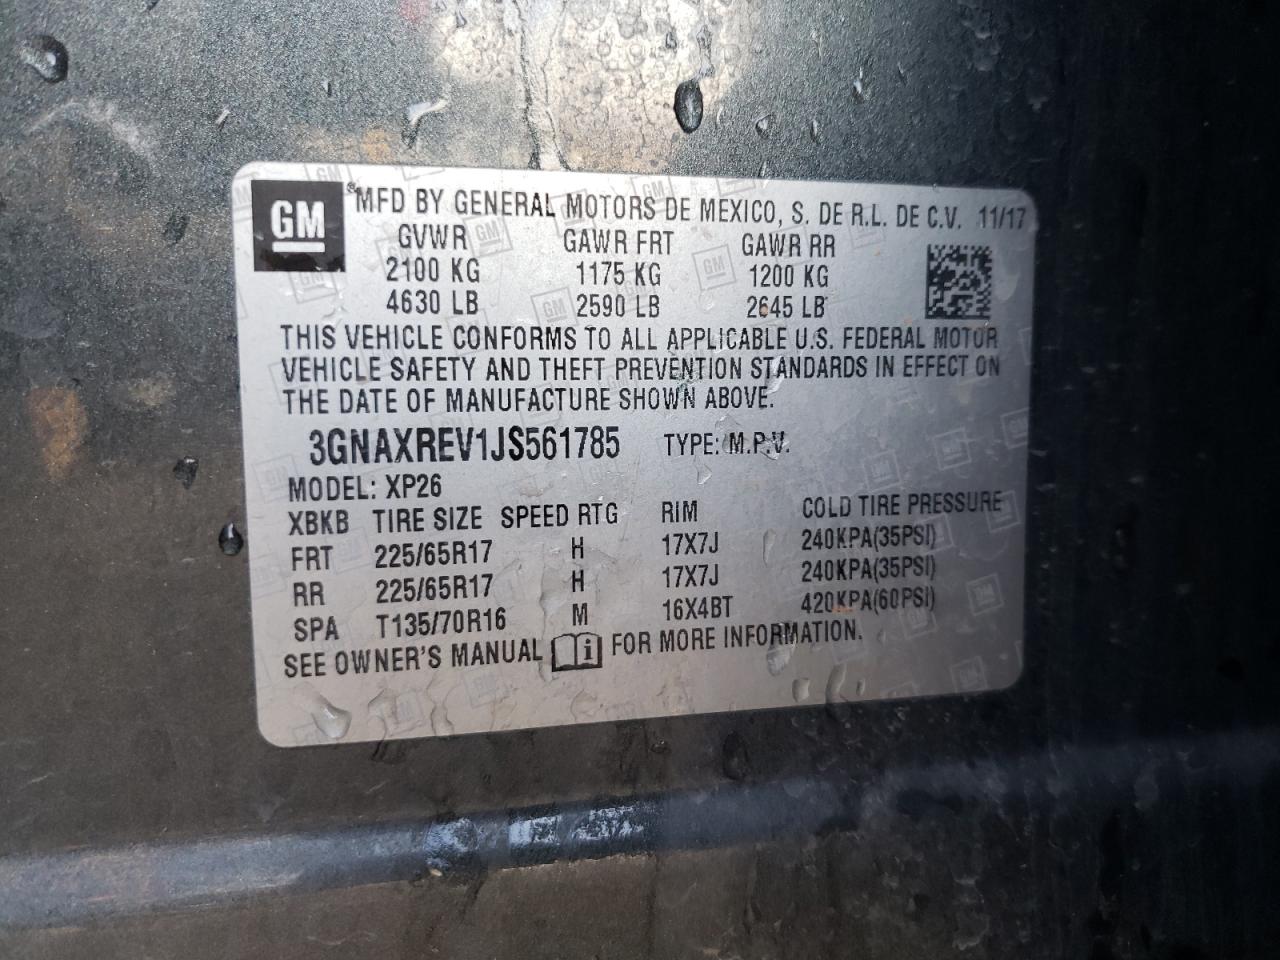 GM ® MFD BY GENERAL MOTORS DE MEXICO, S. DE R.L. DE C.V. 11/17
GVWR GAWR FRT GAWR RR
2100 KG 1175 KG 1200 KG
4630 LB 2590 LB 2645 LB
THIS VEHICLE CONFORMS TO ALL APPLICABLE U.S. FEDERAL MOTOR
VEHICLE SAFETY AND THEFT PREVENTION STANDARDS IN EFFECT ON
THE DATE OF MANUFACTURE SHOWN ABOVE.
3GNAXREV1JS561785 TYPE: M.P.V.
MODEL: XP26
XBKB TIRE SIZE SPEED RTG RIM COLD TIRE PRESSURE
FRT 225/65R17 H 17X7J 240KPA(35PSI)
RR 225/65R17 H 17X7J 240KPA(35PSI)
SPA T135/70R16 M 16X4BT 420KPA(60PSI)
SEE OWNER'S MANUAL i FOR MORE INFORMATION.